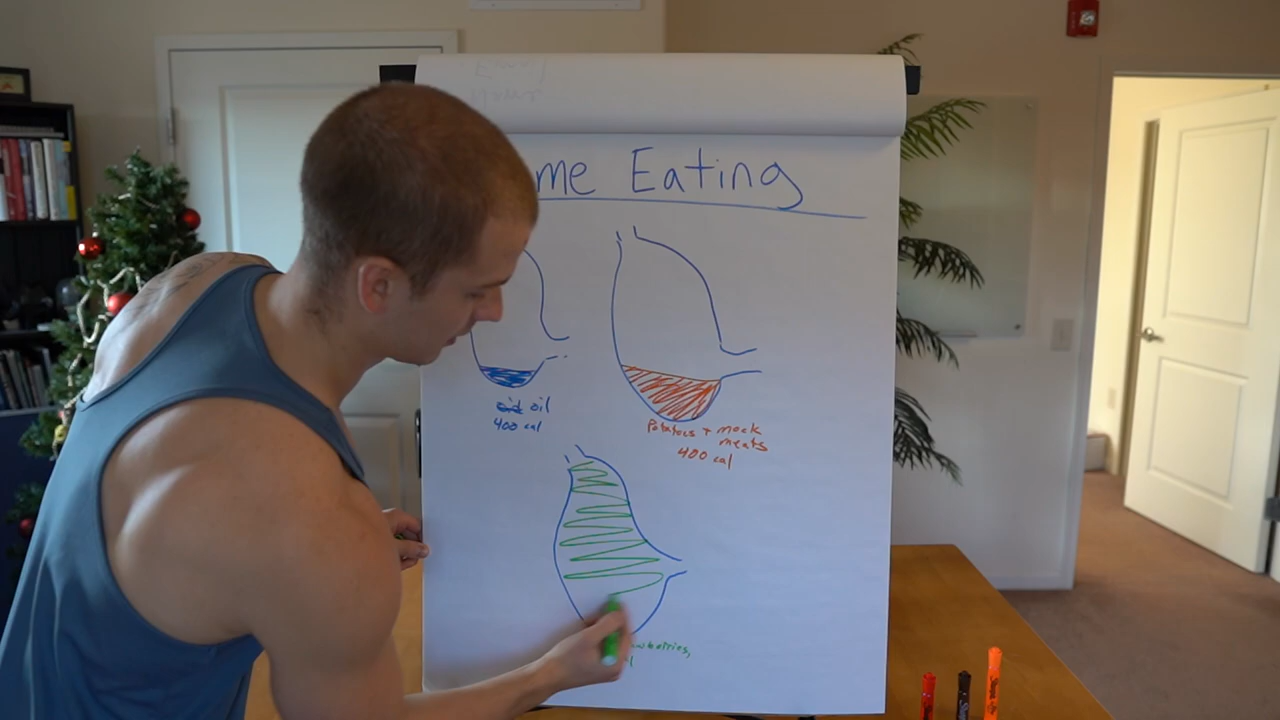 me Eating
oil
400 cal
Potatoes + mock
meats
400 cal